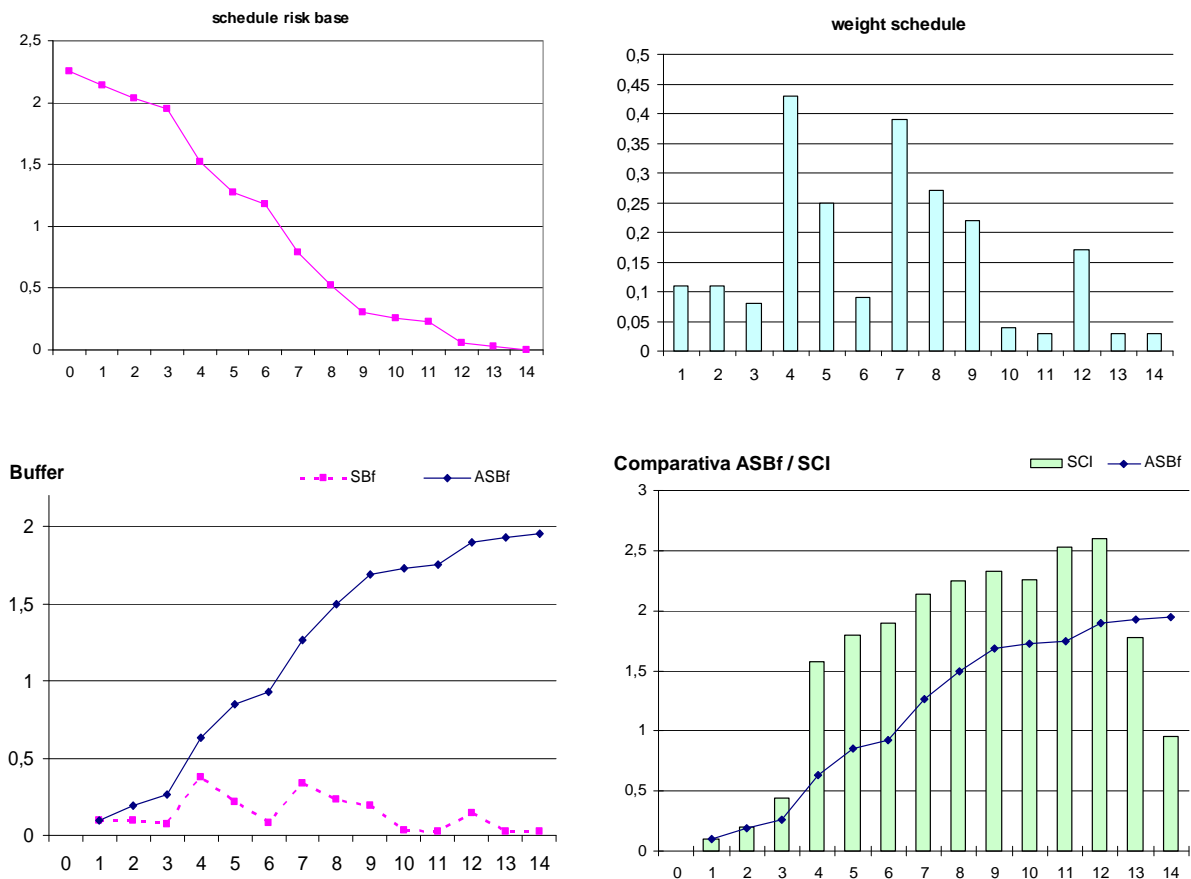 schedule risk base
2,5
2
1,5
1
0,5
0
0 1 2 3 4 5 6 7 8 9 10 11 12 13 14
weight schedule
0,5
0,45
0,4
0,35
0,3
0,25
0,2
0,15
0,1
0,05
0
1 2 3 4 5 6 7 8 9 10 11 12 13 14
Buffer
SBf ASBf
2
1,5
1
0,5
0
0 1 2 3 4 5 6 7 8 9 10 11 12 13 14
Comparativa ASBf / SCI
SCI ASBf
3
2,5
2
1,5
1
0,5
0
0 1 2 3 4 5 6 7 8 9 10 11 12 13 14